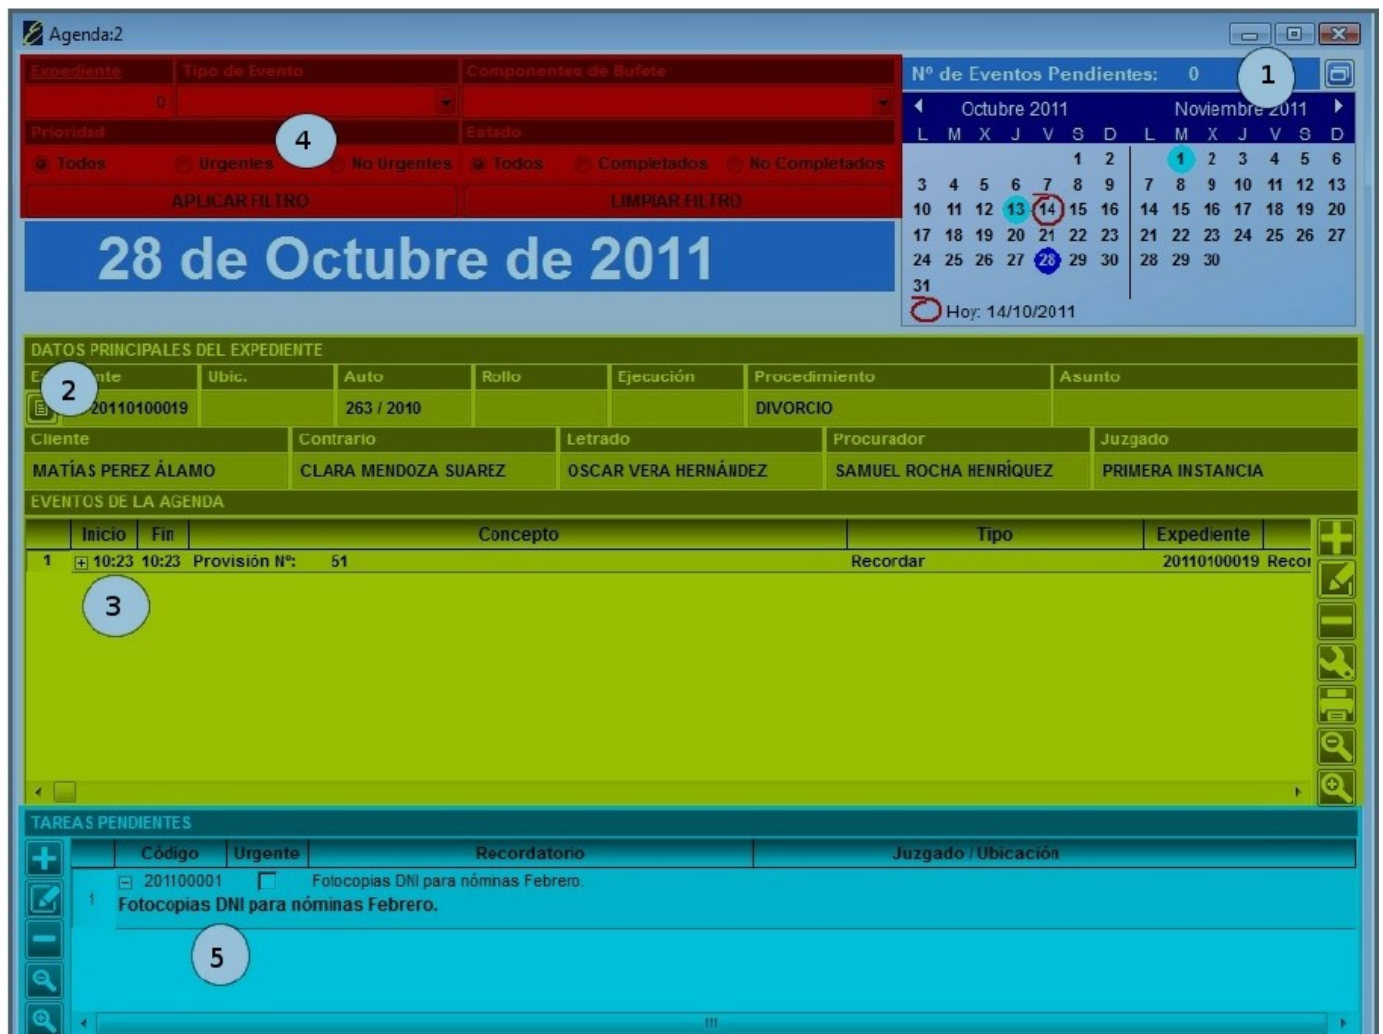 Agenda:2
Expediente Tipo de Evento Componentes de Bufete
0
Prioridad Estado
Todos Urgentes No Urgentes Todos Completados No Completados
APLICAR FILTRO LIMPIAR FILTRO
4
28 de Octubre de 2011
Nº de Eventos Pendientes: 0
1
Octubre 2011 Noviembre 2011
L M X J V S D L M X J V S D
1 2 1 2 3 4 5 6
3 4 5 6 7 8 9 7 8 9 10 11 12 13
10 11 12 13 14 15 16 14 15 16 17 18 19 20
17 18 19 20 21 22 23 21 22 23 24 25 26 27
24 25 26 27 28 29 30 28 29 30
31
Hoy: 14/10/2011
DATOS PRINCIPALES DEL EXPEDIENTE
Ubic. Auto Rollo Ejecución Procedimiento Asunto
2
20110100019 263 / 2010 DIVORCIO
Cliente Contrario Letrado Procurador Juzgado
MATÍAS PEREZ ÁLAMO CLARA MENDOZA SUAREZ OSCAR VERA HERNÁNDEZ SAMUEL ROCHA HENRÍQUEZ PRIMERA INSTANCIA
EVENTOS DE LA AGENDA
Inicio Fin Concepto Tipo Expediente
1 10:23 10:23 Provisión Nº: 51 Recordar 20110100019 Recor
3
TAREAS PENDIENTES
Código Urgente Recordatorio Juzgado / Ubicación
201100001 Fotocopias DNI para nóminas Febrero.
1
Fotocopias DNI para nóminas Febrero.
5